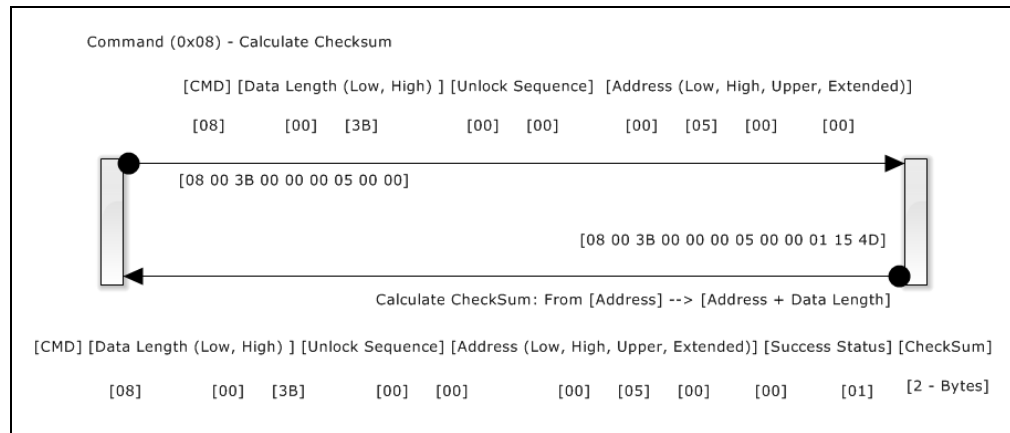 Command (0x08) - Calculate Checksum
[CMD] [Data Length (Low, High) ] [Unlock Sequence] [Address (Low, High, Upper, Extended)]
[08] [00] [3B] [00] [00] [00] [05] [00] [00]
[08 00 3B 00 00 00 05 00 00]
[08 00 3B 00 00 00 05 00 00 01 15 4D]
Calculate CheckSum: From [Address] --> [Address + Data Length]
[CMD] [Data Length (Low, High) ] [Unlock Sequence] [Address (Low, High, Upper, Extended)] [Success Status] [CheckSum]
[08] [00] [3B] [00] [00] [00] [05] [00] [00] [01] [2 - Bytes]